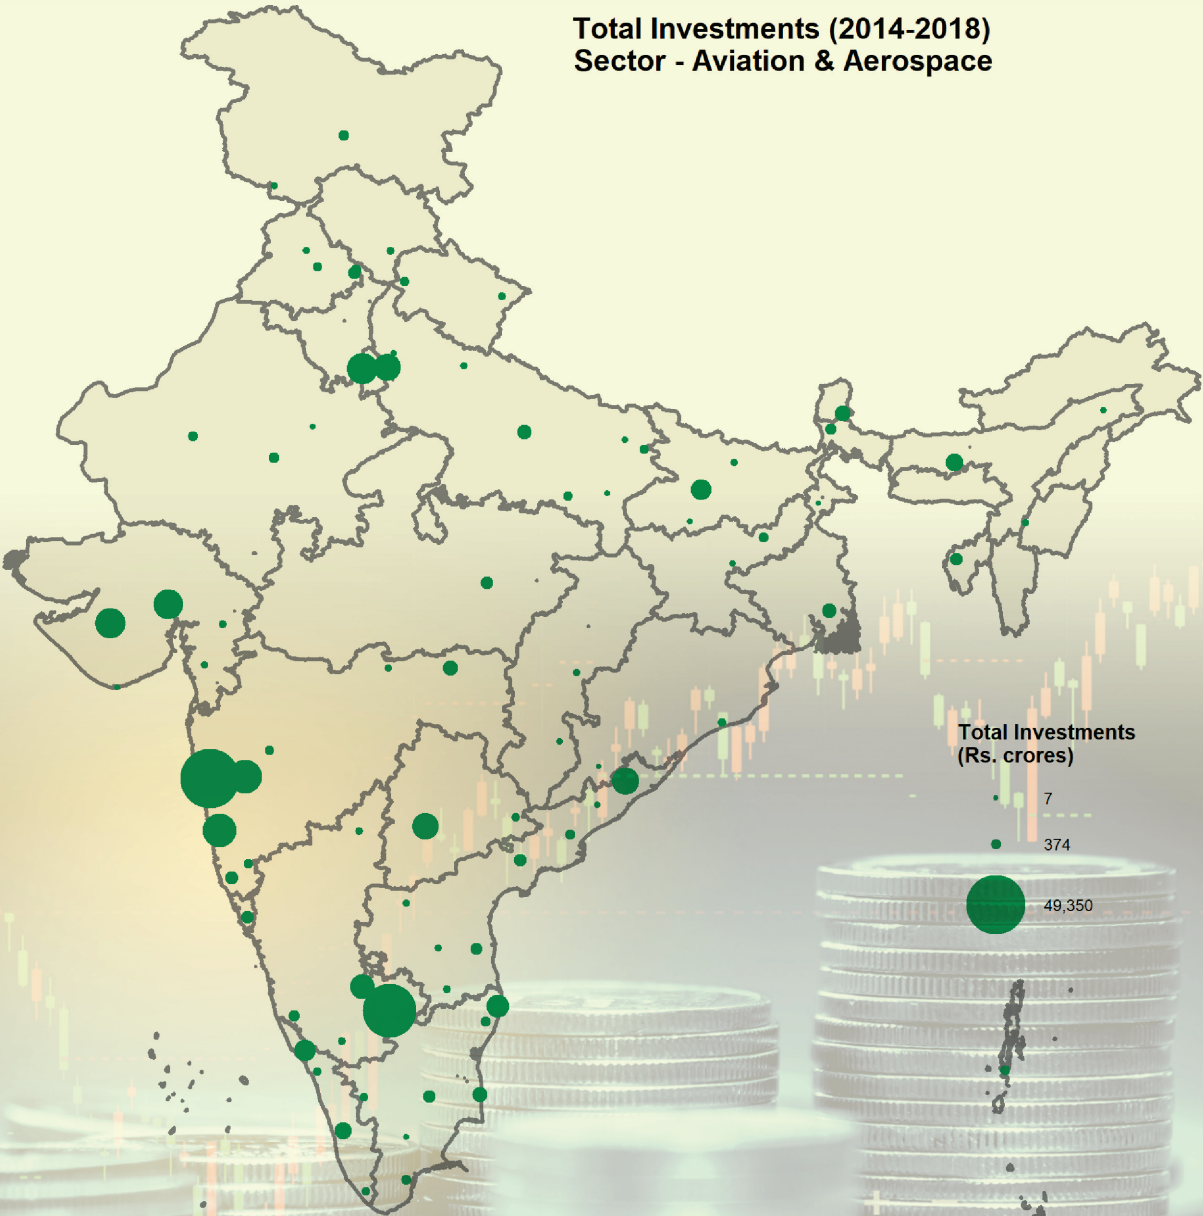 Total Investments (2014-2018)
Sector - Aviation & Aerospace
Total Investments
(Rs. crores)
7
374
49,350